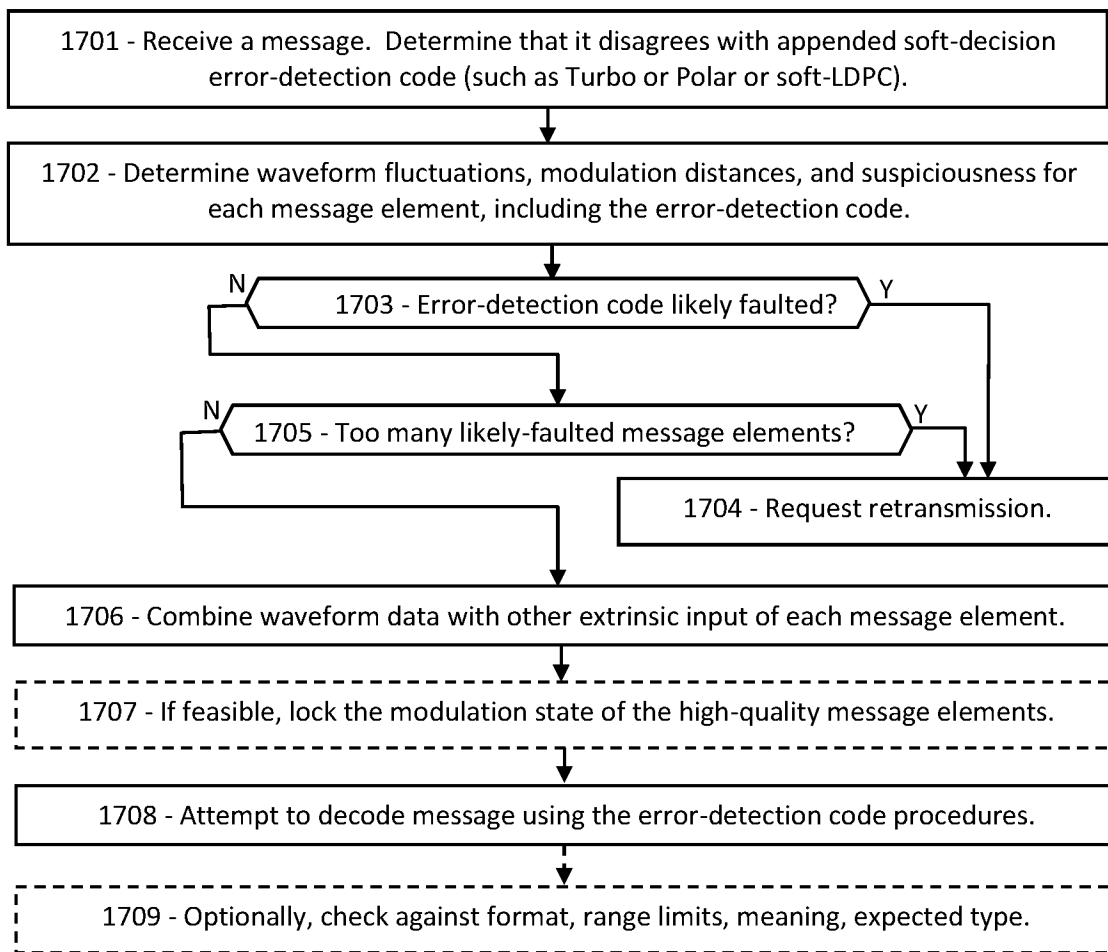 1701 - Receive a message.  Determine that it disagrees with appended soft-decision
error-detection code (such as Turbo or Polar or soft-LDPC).
1702 - Determine waveform fluctuations, modulation distances, and suspiciousness for
each message element, including the error-detection code.
N
Y
1703 - Error-detection code likely faulted?
N
Y
1705 - Too many likely-faulted message elements?
1704 - Request retransmission.
1706 - Combine waveform data with other extrinsic input of each message element.
1707 - If feasible, lock the modulation state of the high-quality message elements.
1708 - Attempt to decode message using the error-detection code procedures.
1709 - Optionally, check against format, range limits, meaning, expected type.